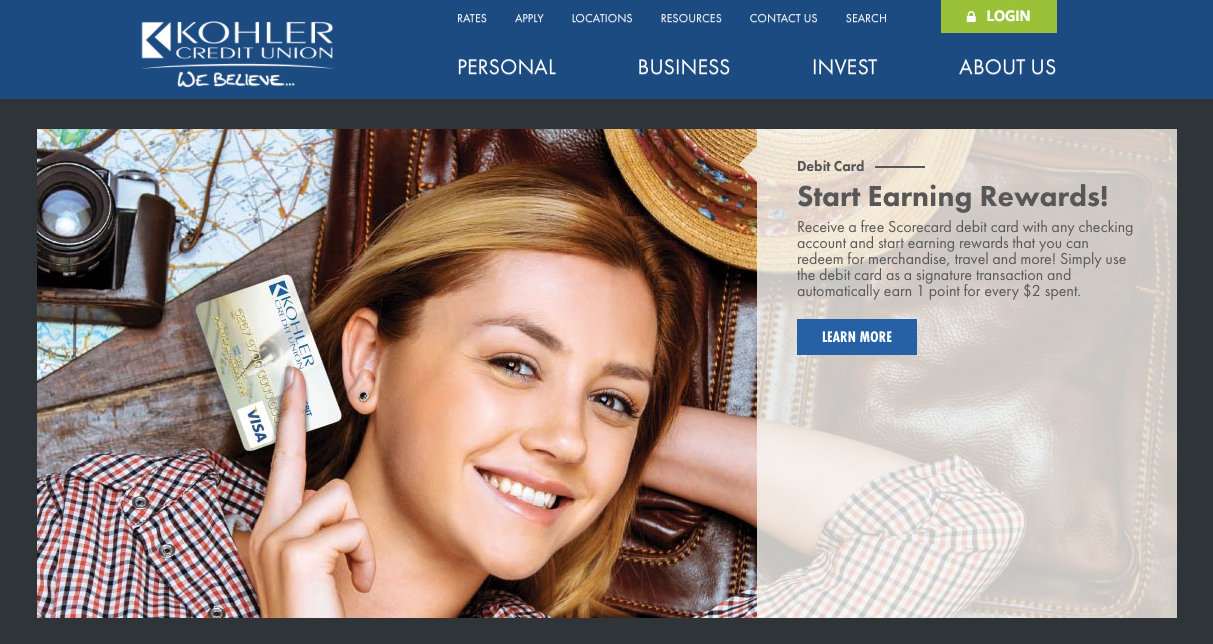 KOHLER
CREDIT UNION
WE BELIEVE...
RATES APPLY LOCATIONS RESOURCES CONTACT US SEARCH LOGIN
PERSONAL BUSINESS INVEST ABOUT US
KOHLER
CREDIT UNION
VISA
Debit Card
Start Earning Rewards!
Receive a free Scorecard debit card with any checking
account and start earning rewards that you can
redeem for merchandise, travel and more! Simply use
the debit card as a signature transaction and
automatically earn 1 point for every $2 spent.
LEARN MORE